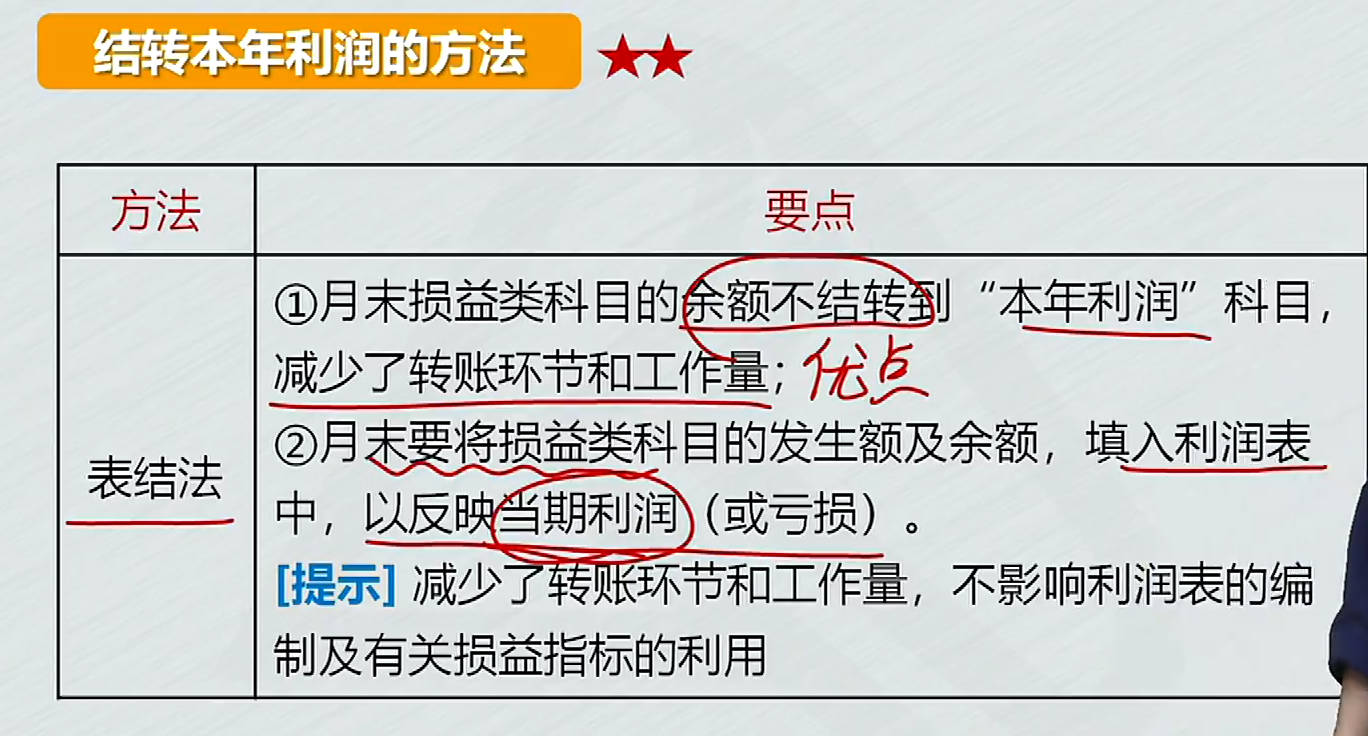 结转本年利润的方法
方法
要点
表结法
①月末损益类科目的余额不结转到“本年利润”科目，
减少了转账环节和工作量；优点
②月末要将损益类科目的发生额及余额，填入利润表
中，以反映当期利润（或亏损）。
[提示] 减少了转账环节和工作量，不影响利润表的编
制及有关损益指标的利用